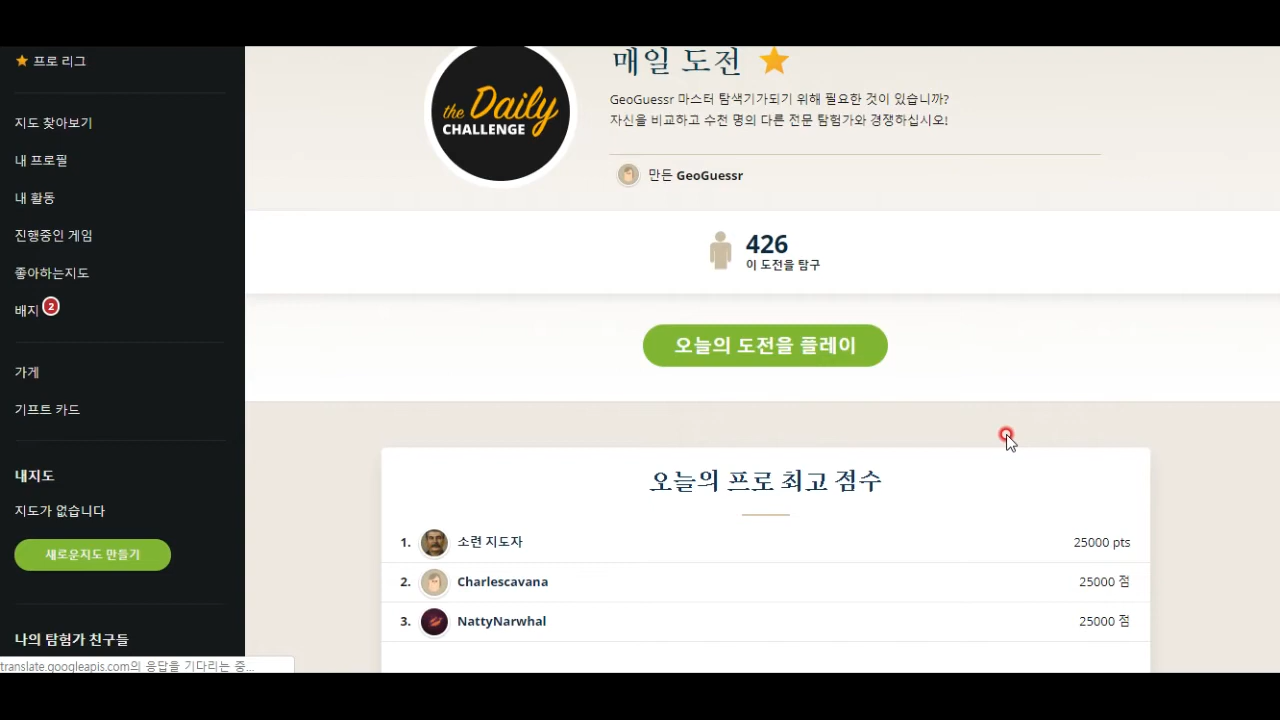 프로 리그
지도 찾아보기
내 프로필
내 활동
진행중인 게임
좋아하는지도
배지 2
가게
기프트 카드
내지도
지도가 없습니다
새로운지도 만들기
나의 탐험가 친구들
translate.googleapis.com의 응답을 기다리는 중...
the Daily
CHALLENGE
매일 도전
GeoGuessr 마스터 탐색기가되기 위해 필요한 것이 있습니까?
자신을 비교하고 수천 명의 다른 전문 탐험가와 경쟁하십시오!
만든 GeoGuessr
426
이 도전을 탐구
오늘의 도전을 플레이
오늘의 프로 최고 점수
1. 소련 지도자 25000 pts
2. Charlescavana 25000 점
3. NattyNarwhal 25000 점